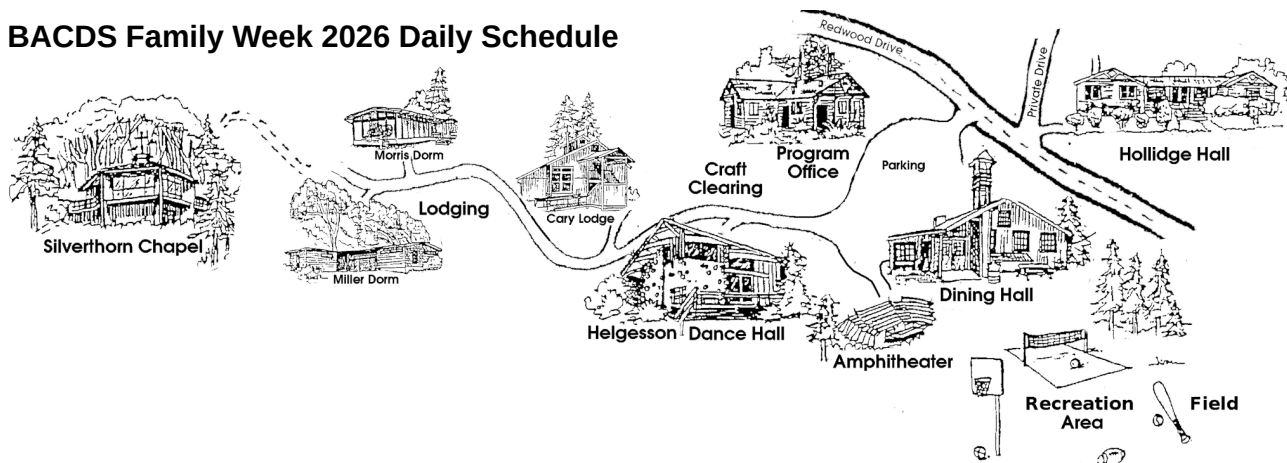 BACDS Family Week 2026 Daily Schedule
Redwood Drive
Private Drive
Morris Dorm
Program
Office
Hollidge Hall
Parking
Craft
Clearing
Lodging
Cary Lodge
Silverthorn Chapel
Miller Dorm
Dining Hall
Helgesson Dance Hall
Amphitheater
Recreation
Area
Field